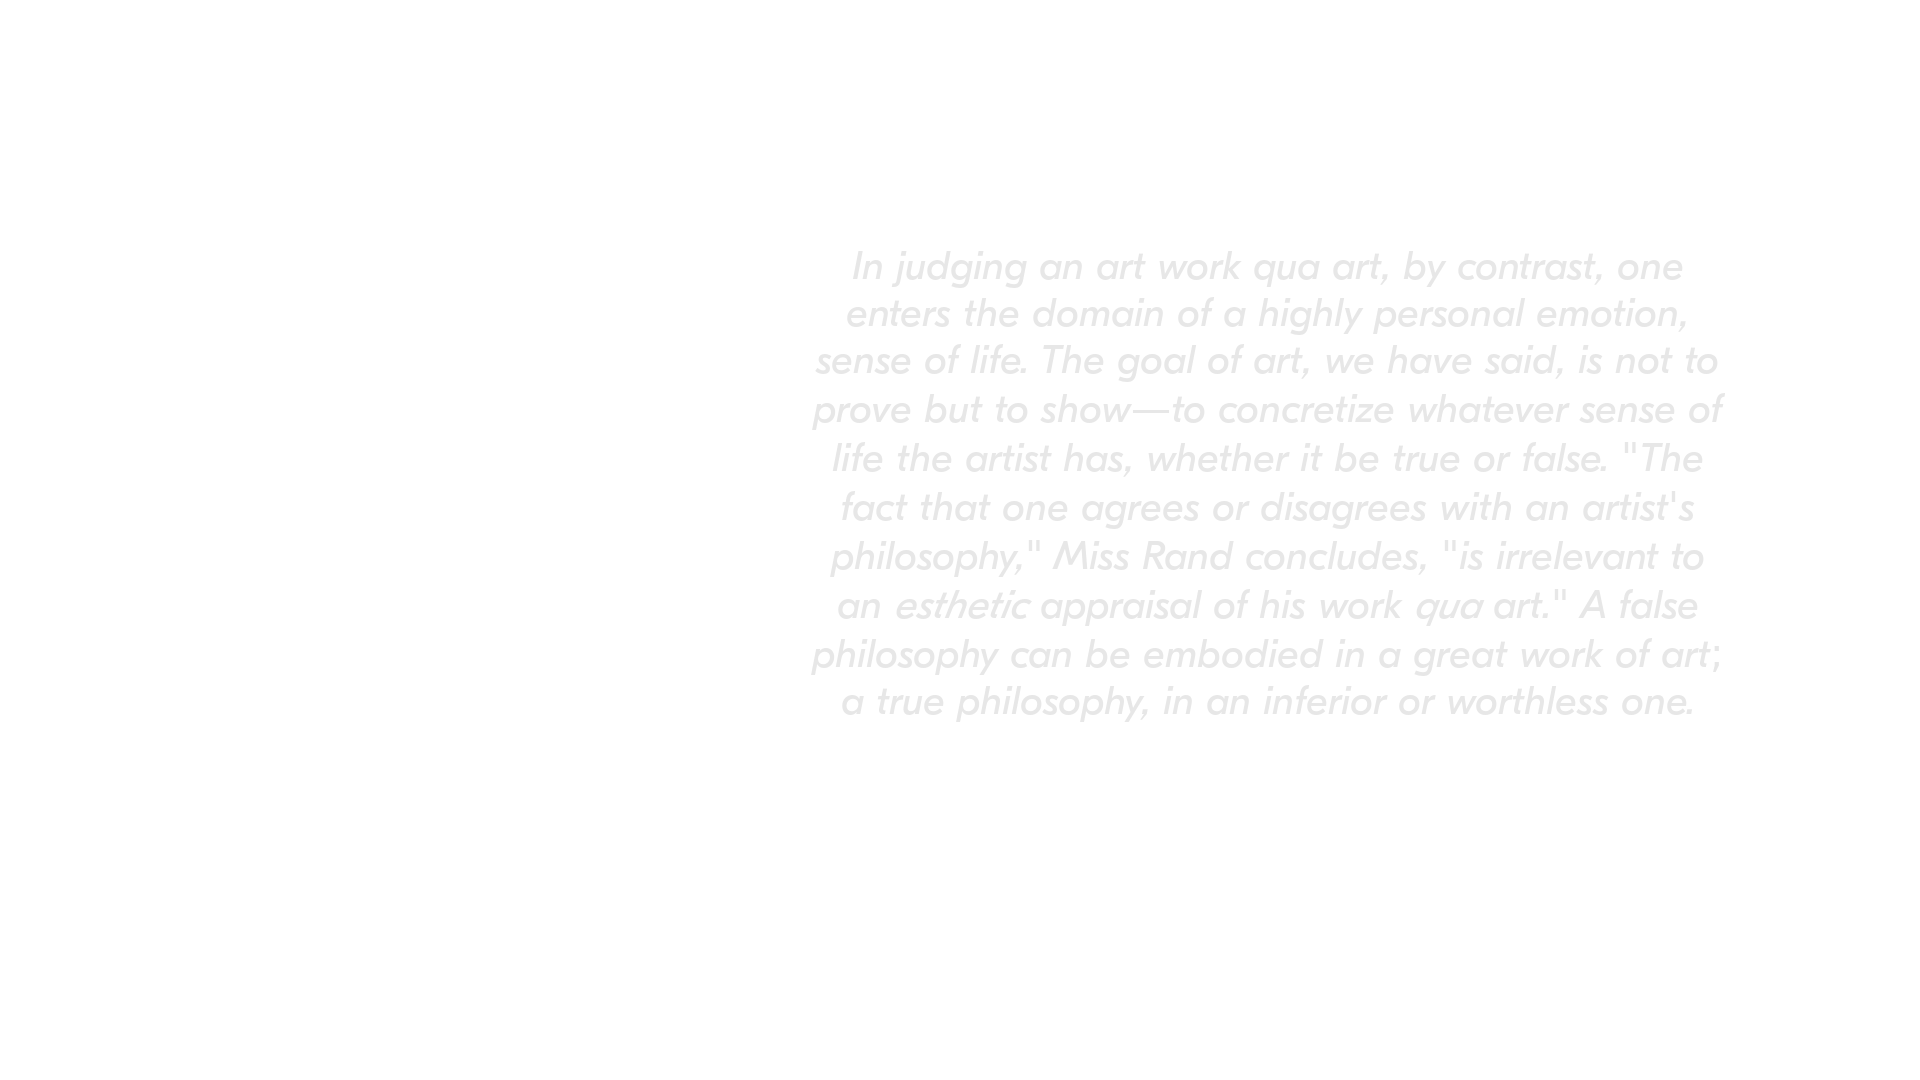 In judging an art work qua art, by contrast, one
enters the domain of a highly personal emotion,
sense of life. The goal of art, we have said, is not to
prove but to show—to concretize whatever sense of
life the artist has, whether it be true or false. "The
fact that one agrees or disagrees with an artist's
philosophy," Miss Rand concludes, "is irrelevant to
an esthetic appraisal of his work qua art." A false
philosophy can be embodied in a great work of art;
a true philosophy, in an inferior or worthless one.